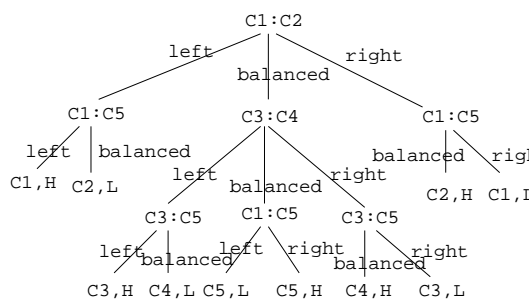 C1:C2
left balanced right
C1:C5 C3:C4 C1:C5
left balanced left right balanced right
C1,H C2,L balanced C2,H C1,L
C3:C5 C1:C5 C3:C5
left balanced left right balanced right
C3,H C4,L C5,L C5,H C4,H C3,L